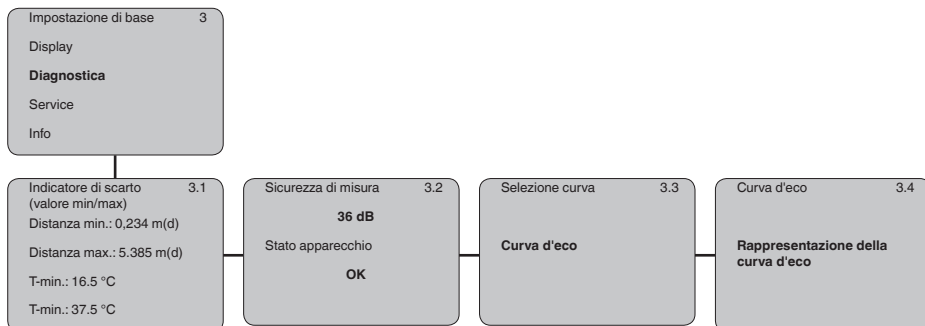 Impostazione di base 3
Display
Diagnostica
Service
Info
Indicatore di scarto 3.1
(valore min/max)
Distanza min.: 0,234 m(d)
Distanza max.: 5.385 m(d)
T-min.: 16.5 °C
T-min.: 37.5 °C
Sicurezza di misura 3.2
36 dB
Stato apparecchio
OK
Selezione curva 3.3
Curva d'eco
Curva d'eco 3.4
Rappresentazione della
curva d'eco